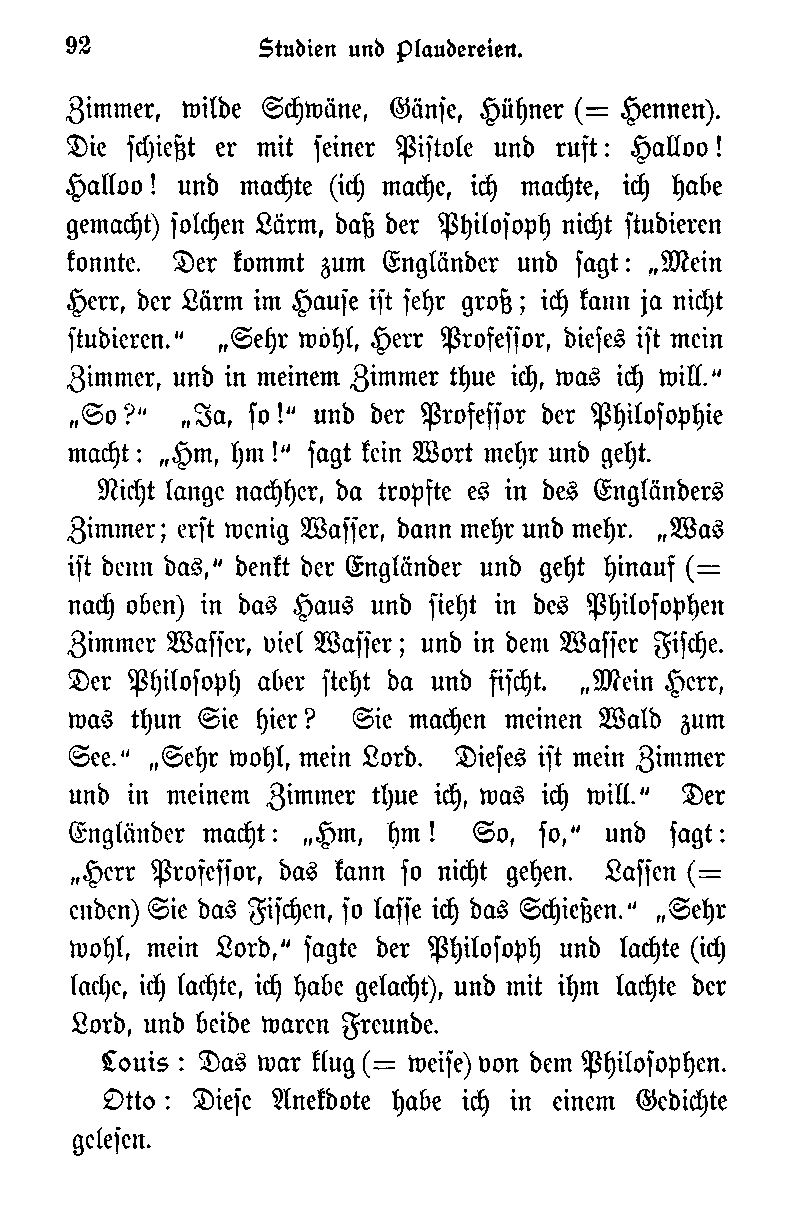 92 Studien und Plaudereien.
Zimmer, wilde Schwäne, Gänse, Hühner (= Hennen).
Die schießt er mit seiner Pistole und ruft: Halloo!
Halloo! und machte (ich mache, ich machte, ich habe
gemacht) solchen Lärm, daß der Philosoph nicht studieren
konnte. Der kommt zum Engländer und sagt: „Mein
Herr, der Lärm im Hause ist sehr groß; ich kann ja nicht
studieren.“ „Sehr wohl, Herr Professor, dieses ist mein
Zimmer, und in meinem Zimmer thue ich, was ich will.“
„So?“ „Ja, so!“ und der Professor der Philosophie
macht: „Hm, hm!“ sagt kein Wort mehr und geht.
Nicht lange nachher, da tropfte es in des Engländers
Zimmer; erst wenig Wasser, dann mehr und mehr. „Was
ist denn das,“ denkt der Engländer und geht hinauf (=
nach oben) in das Haus und sieht in des Philosophen
Zimmer Wasser, viel Wasser; und in dem Wasser Fische.
Der Philosoph aber steht da und fischt. „Mein Herr,
was thun Sie hier? Sie machen meinen Wald zum
See.“ „Sehr wohl, mein Lord. Dieses ist mein Zimmer
und in meinem Zimmer thue ich, was ich will.“ Der
Engländer macht: „Hm, hm! So, so,“ und sagt:
„Herr Professor, das kann so nicht gehen. Lassen (=
enden) Sie das Fischen, so lasse ich das Schießen.“ „Sehr
wohl, mein Lord,“ sagte der Philosoph und lachte (ich
lache, ich lachte, ich habe gelacht), und mit ihm lachte der
Lord, und beide waren Freunde.
Louis: Das war klug (= weise) von dem Philosophen.
Otto: Diese Anekdote habe ich in einem Gedichte
gelesen.